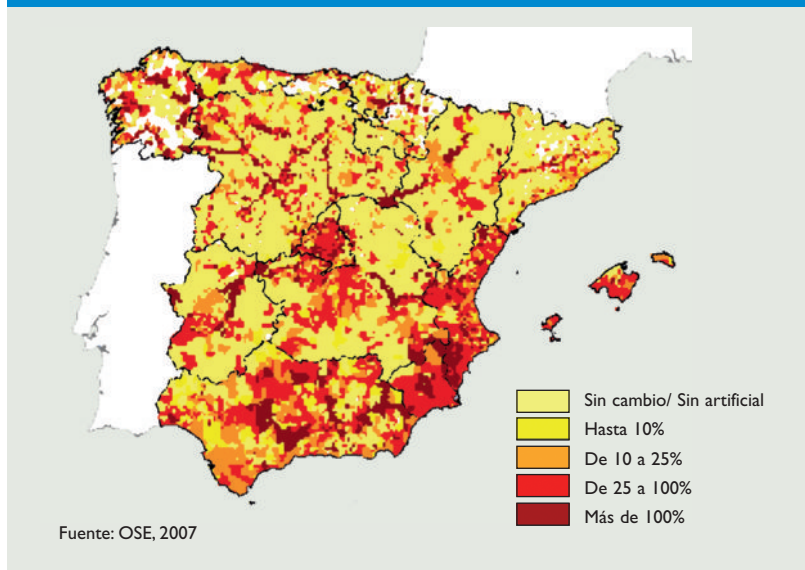 Sin cambio/ Sin artificial
Hasta 10%
De 10 a 25%
De 25 a 100%
Más de 100%
Fuente: OSE, 2007